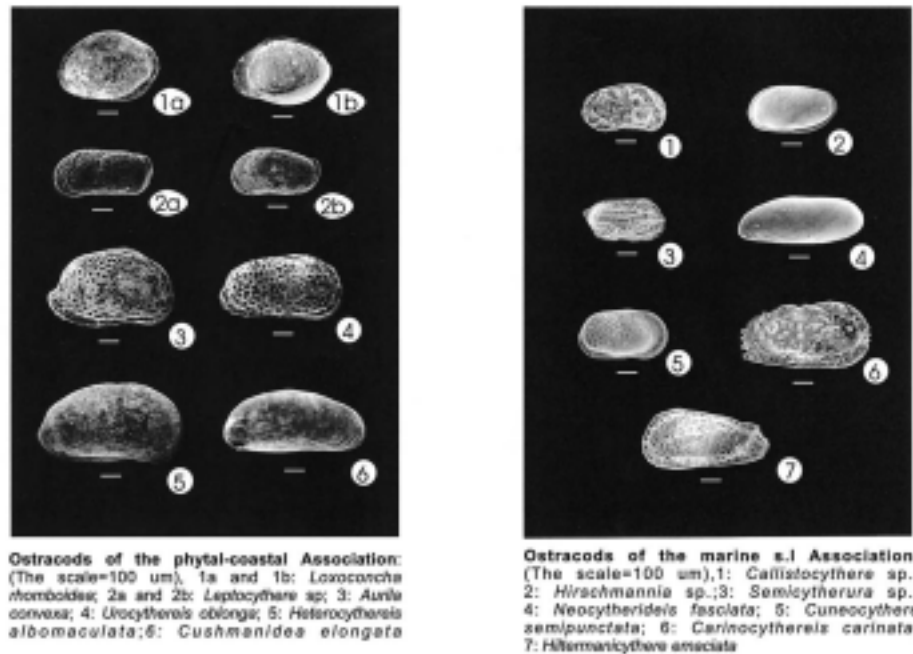 1a
1b
2a
2b
3
4
5
6
Ostracods of the phytal-coastal Association:
(The scale=100 um), 1a and 1b: Loxoconcha
rhomboidea; 2a and 2b: Leptocythere sp; 3: Aurila
convexa; 4: Urocythereis oblonga; 5: Heterocythereis
albomaculata;6: Cushmanidea elongata
1
2
3
4
5
6
7
Ostracods of the marine s.l Association
(The scale=100 um),1: Callistocythere sp.
2: Hirschmannia sp.;3: Semicytherura sp.
4: Neocytherideis fasciata; 5: Cuneocythere
semipunctata; 6: Carinocythereis carinata
7: Hiltermanicythere emaciata